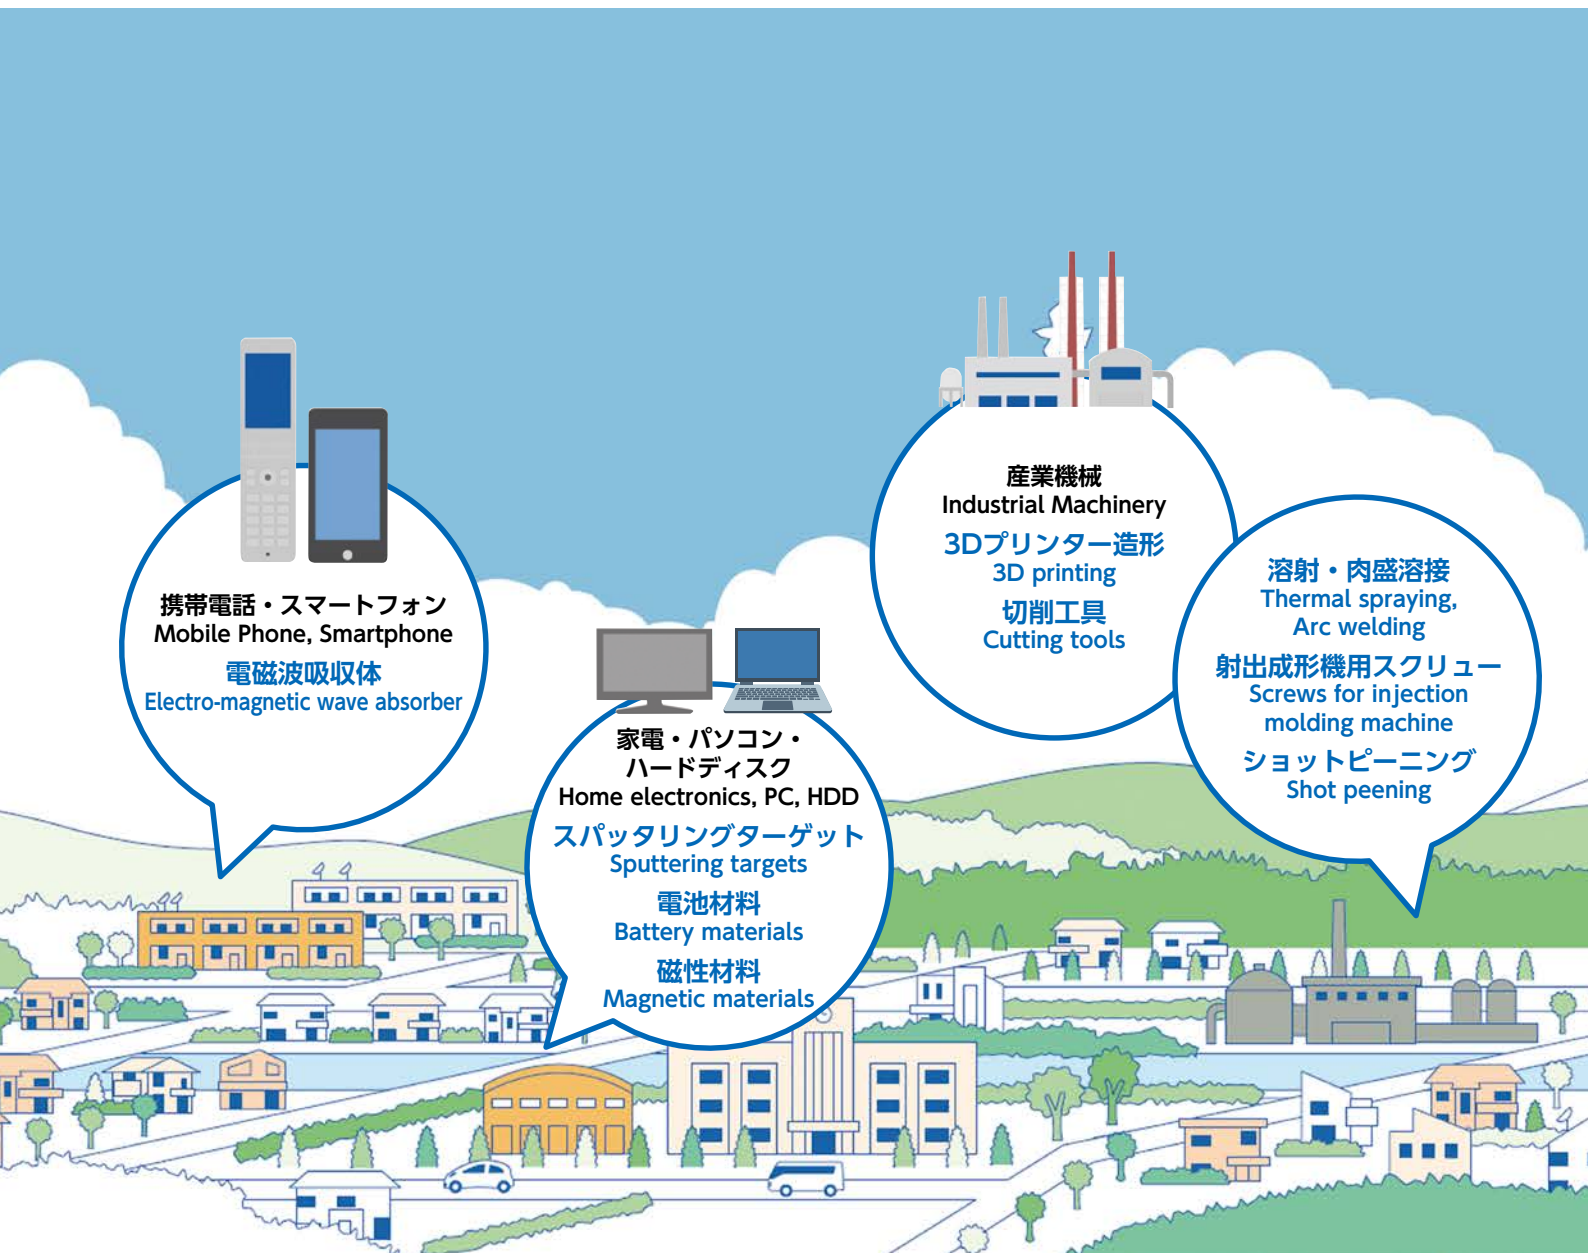 携帯電話・スマートフォン
Mobile Phone, Smartphone
電磁波吸収体
Electro-magnetic wave absorber
家電・パソコン・
ハードディスク
Home electronics, PC, HDD
スパッタリングターゲット
Sputtering targets
電池材料
Battery materials
磁性材料
Magnetic materials
産業機械
Industrial Machinery
3Dプリンター造形
3D printing
切削工具
Cutting tools
溶射・肉盛溶接
Thermal spraying,
Arc welding
射出成形機用スクリュー
Screws for injection
molding machine
ショットピーニング
Shot peening